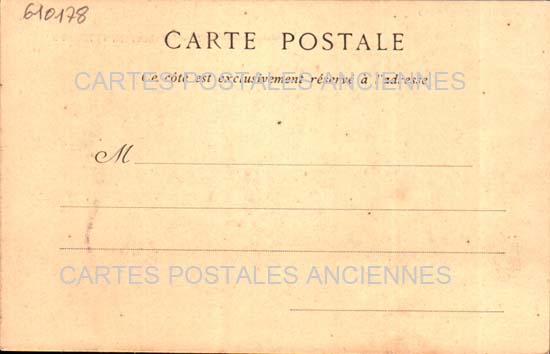 610178
CARTE POSTALE
Ce côté est exclusivement réservé à l'adresse
CARTES POSTALES ANCIENNES
M
CARTES POSTALES ANCIENNES